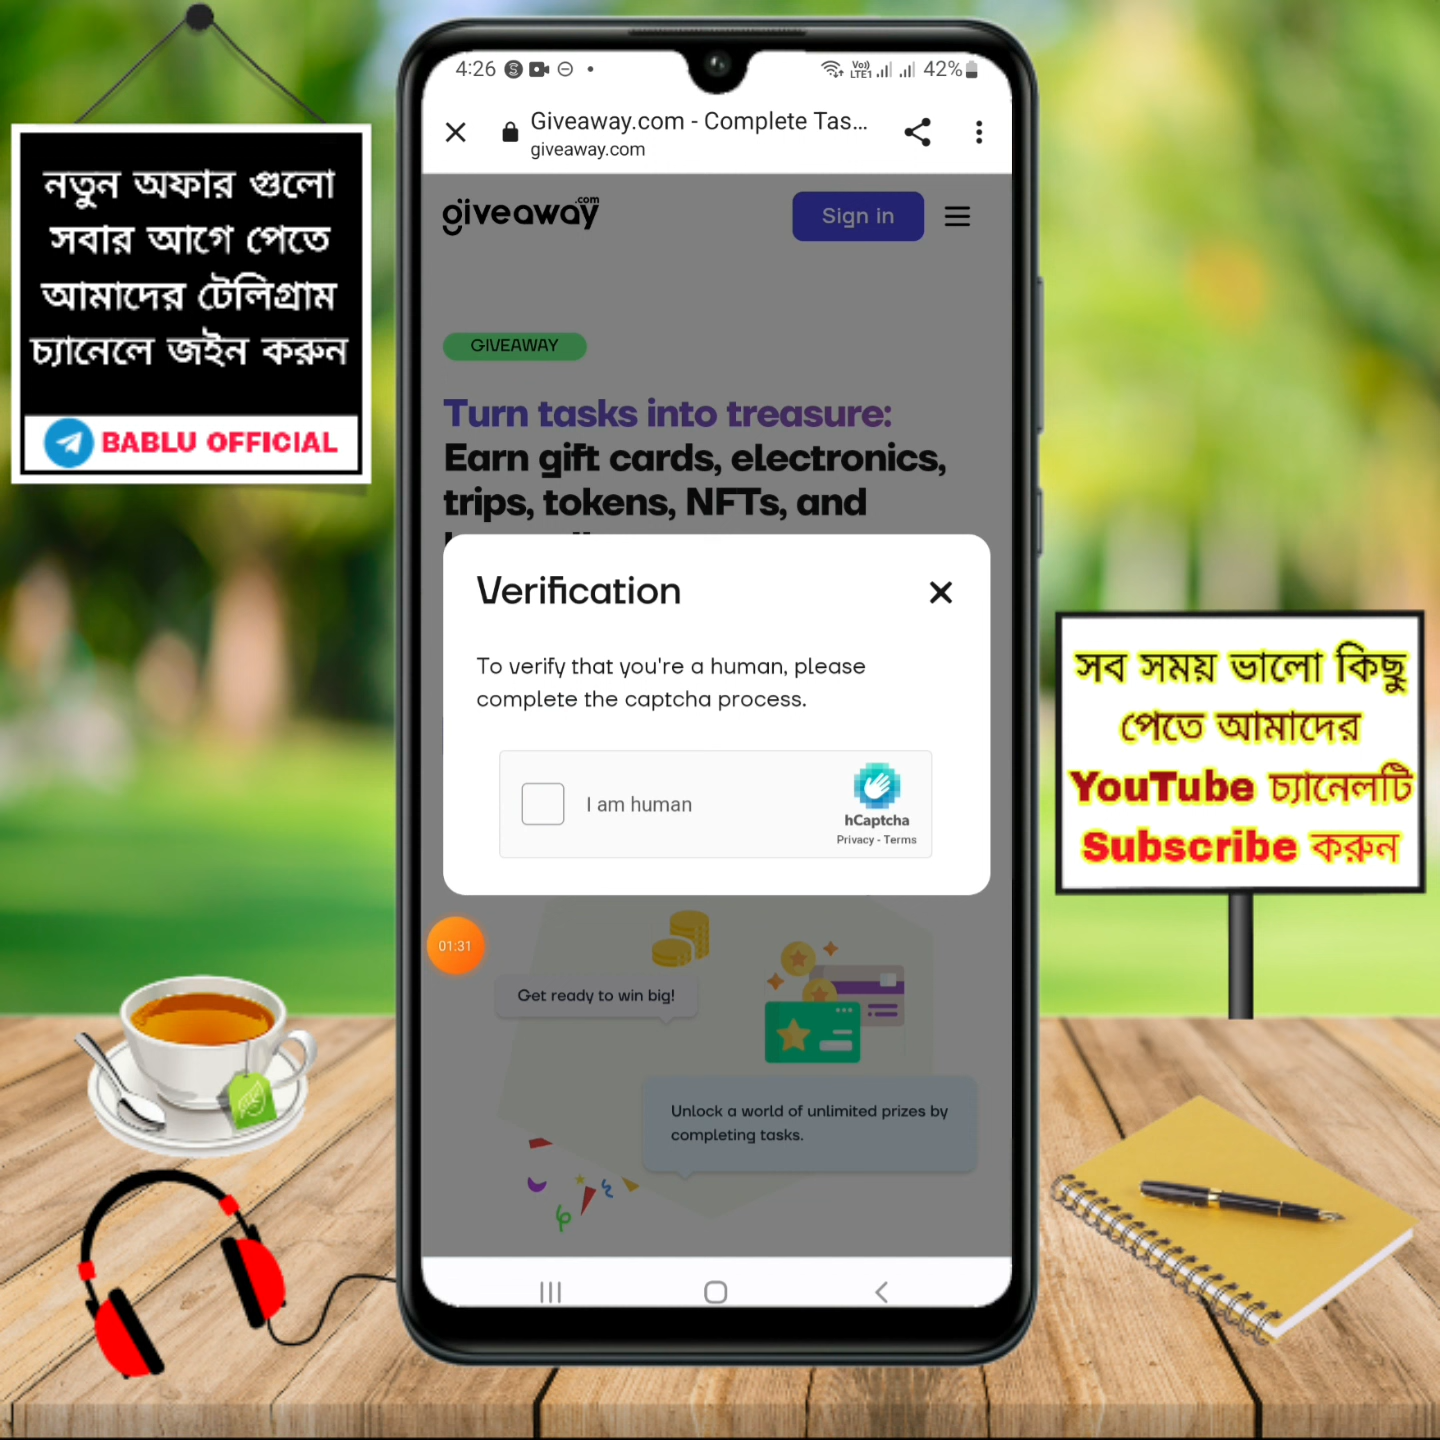 নতুন অফার গুলো
সবার আগে পেতে
আমাদের টেলিগ্রাম
চ্যানেলে জইন করুন
BABLU OFFICIAL
4:26
Vo))
LTE1
42%
Giveaway.com - Complete Tas...
giveaway.com
giveaway.com
Sign in
GIVEAWAY
Turn tasks into treasure:
Earn gift cards, electronics,
trips, tokens, NFTs, and
Verification
To verify that you're a human, please
complete the captcha process.
I am human
hCaptcha
Privacy - Terms
01:31
Get ready to win big!
Unlock a world of unlimited prizes by
completing tasks.
সব সময় ভালো কিছু
পেতে আমাদের
YouTube চ্যানেলটি
Subscribe করুন